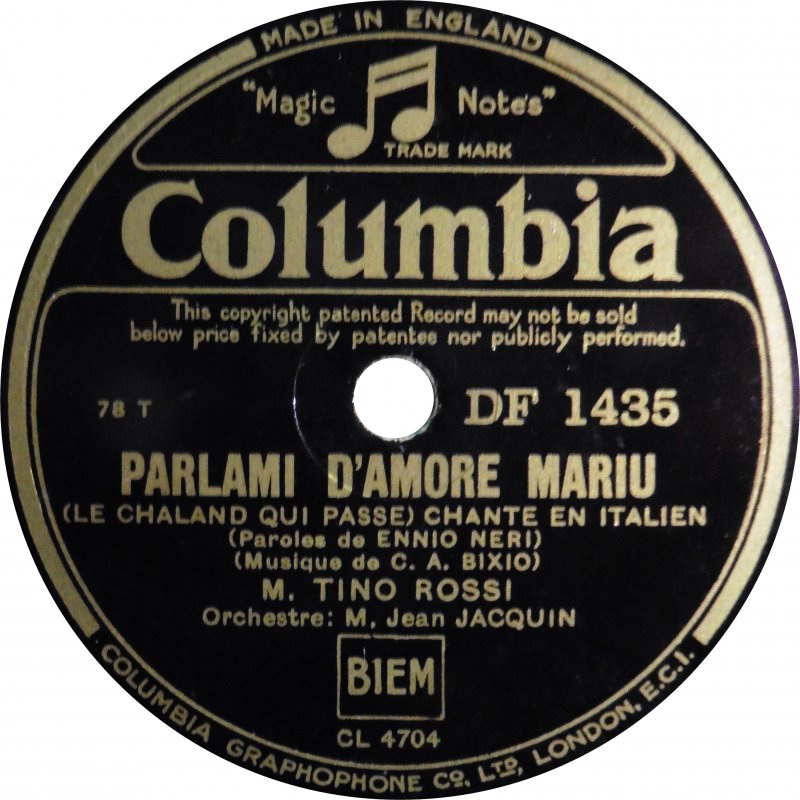 MADE IN ENGLAND
"Magic Notes"
TRADE MARK
Columbia
This copyright patented Record may not be sold
below price fixed by patentee nor publicly performed.
78 T
DF 1435
PARLAMI D'AMORE MARIU
(LE CHALAND QUI PASSE) CHANTE EN ITALIEN
(Paroles de ENNIO NERI)
(Musique de C. A. BIXIO)
M. TINO ROSSI
Orchestre: M. Jean JACQUIN
BIEM
CL 4704
COLUMBIA GRAPHOPHONE CO, LTD, LONDON, E.C.1.